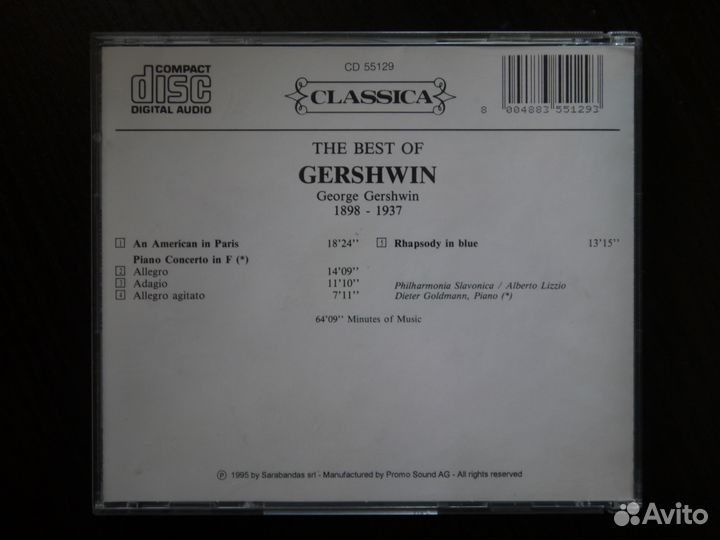 COMPACT
disc
DIGITAL AUDIO
CD 55129
CLASSICA
8 004883 551293
THE BEST OF
GERSHWIN
George Gershwin
1898 - 1937
1 An American in Paris 18'24''
Piano Concerto in F (*)
2 Allegro 14'09''
3 Adagio 11'10''
4 Allegro agitato 7'11''
5 Rhapsody in blue 13'15''
Philharmonia Slavonica / Alberto Lizzio
Dieter Goldmann, Piano (*)
64'09'' Minutes of Music
Ⓟ 1995 by Sarabandas srl - Manufactured by Promo Sound AG - All rights reserved
Avito